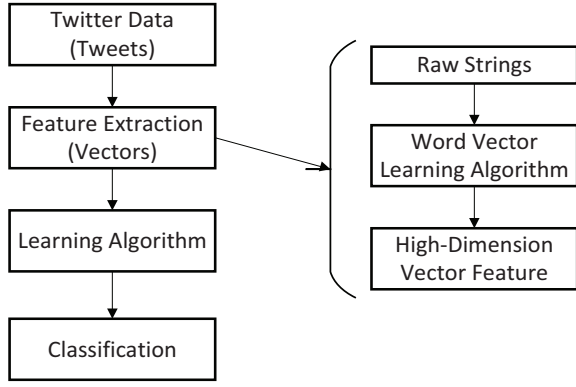 Twitter Data
(Tweets)
Feature Extraction
(Vectors)
Learning Algorithm
Classification
Raw Strings
Word Vector
Learning Algorithm
High-Dimension
Vector Feature